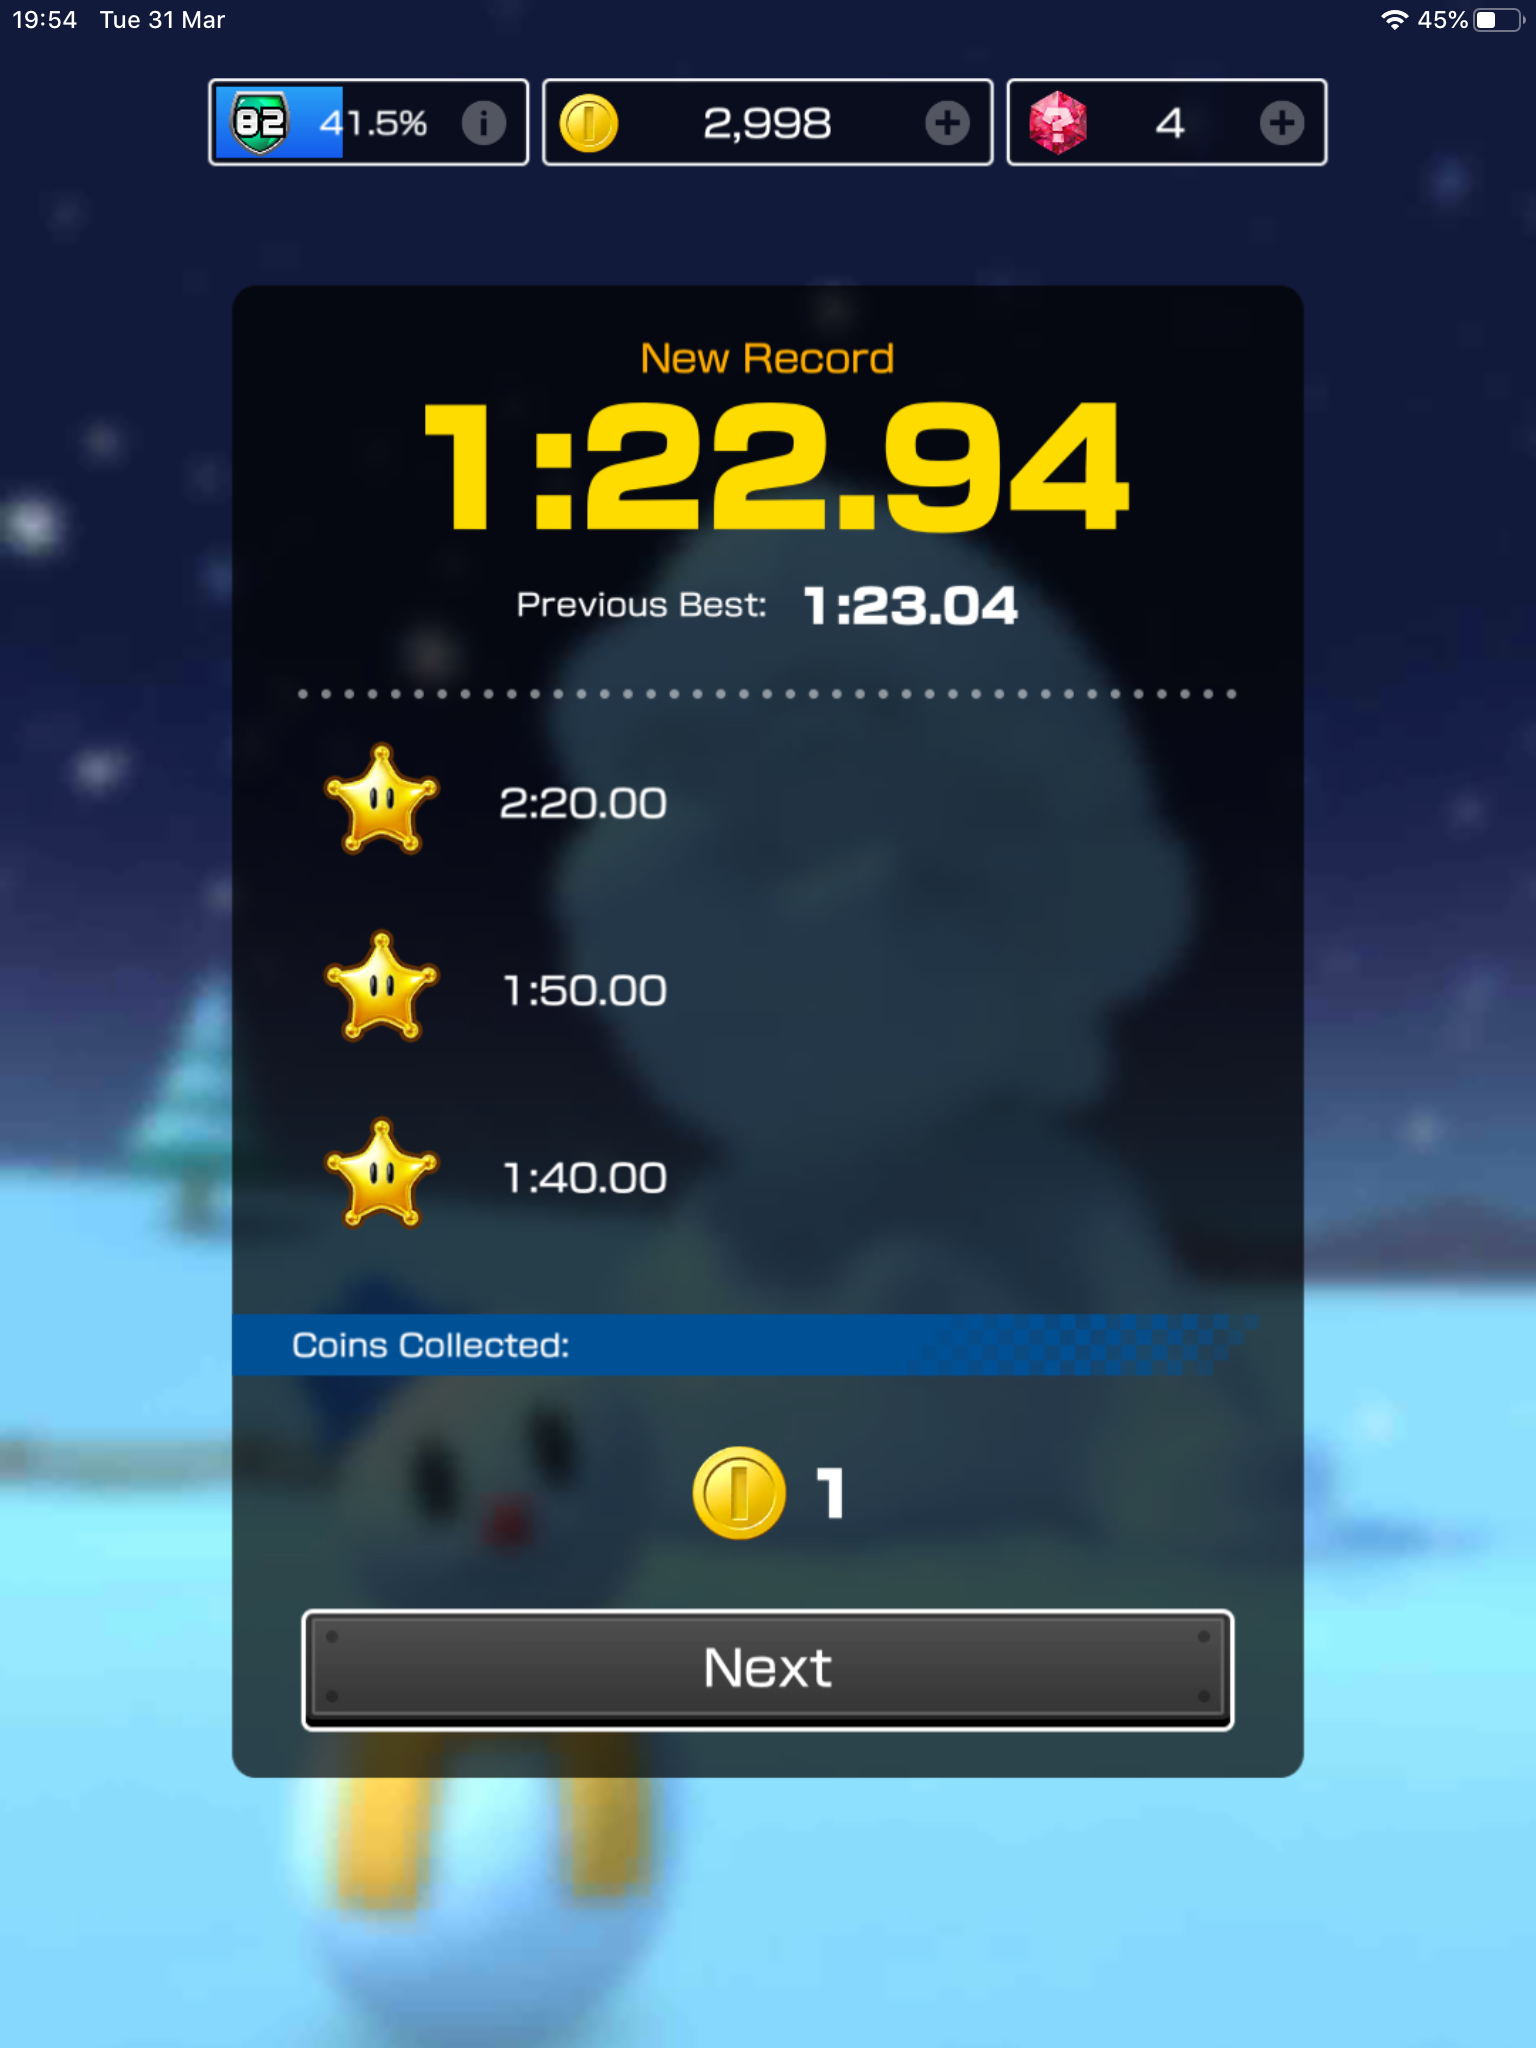 19:54 Tue 31 Mar 45%
82 41.5% i 2,998 + ? 4 +
New Record
1:22.94
Previous Best: 1:23.04
2:20.00
1:50.00
1:40.00
Coins Collected:
1
Next